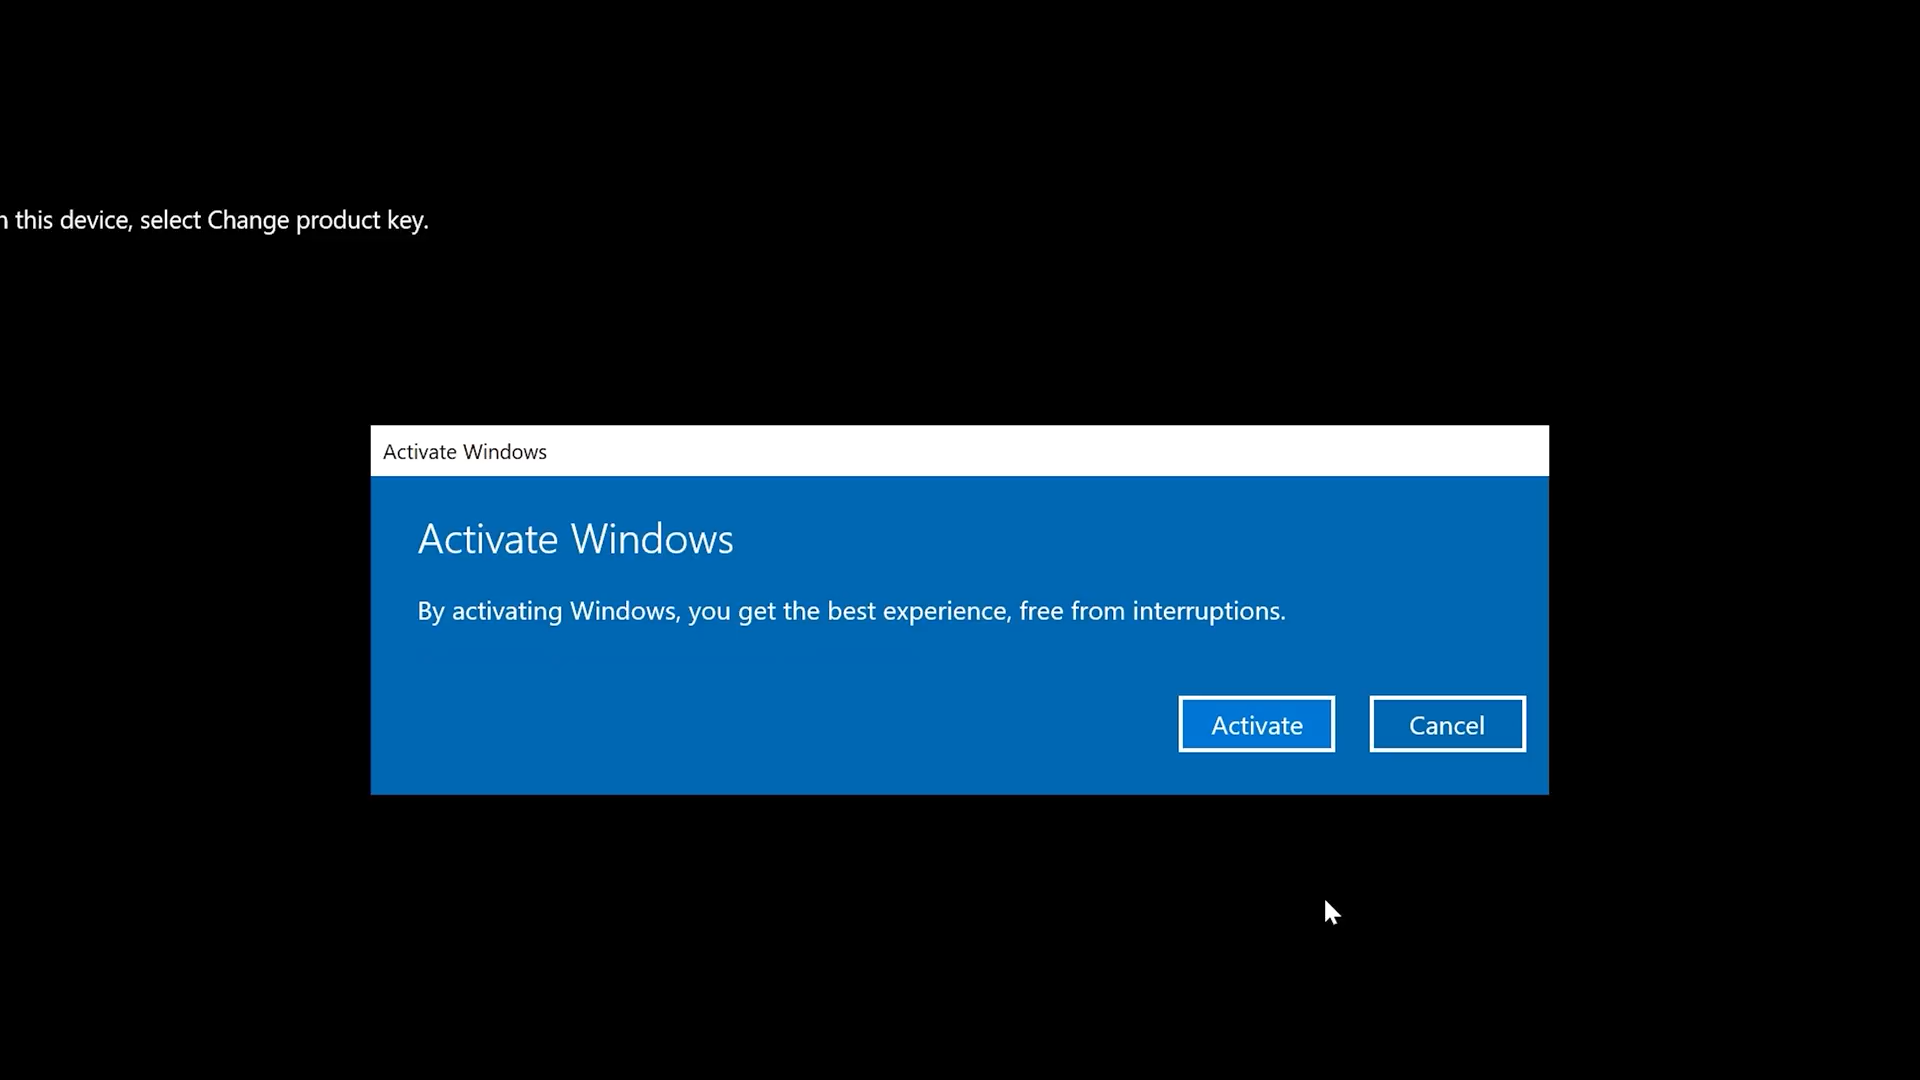 this device, select Change product key.
Activate Windows
Activate Windows
By activating Windows, you get the best experience, free from interruptions.
Activate
Cancel